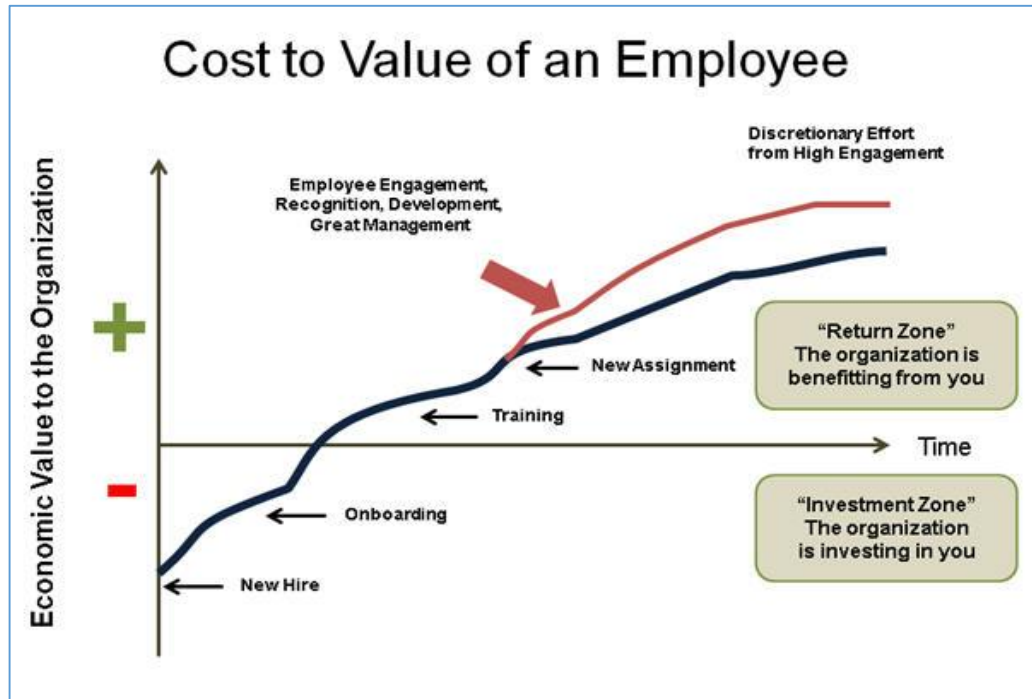 Cost to Value of an Employee
Discretionary Effort
from High Engagement
Employee Engagement,
Recognition, Development,
Great Management
Economic Value to the Organization
+
-
"Return Zone"
The organization is
benefitting from you
New Assignment
Training
Time
Onboarding
"Investment Zone"
The organization
is investing in you
New Hire